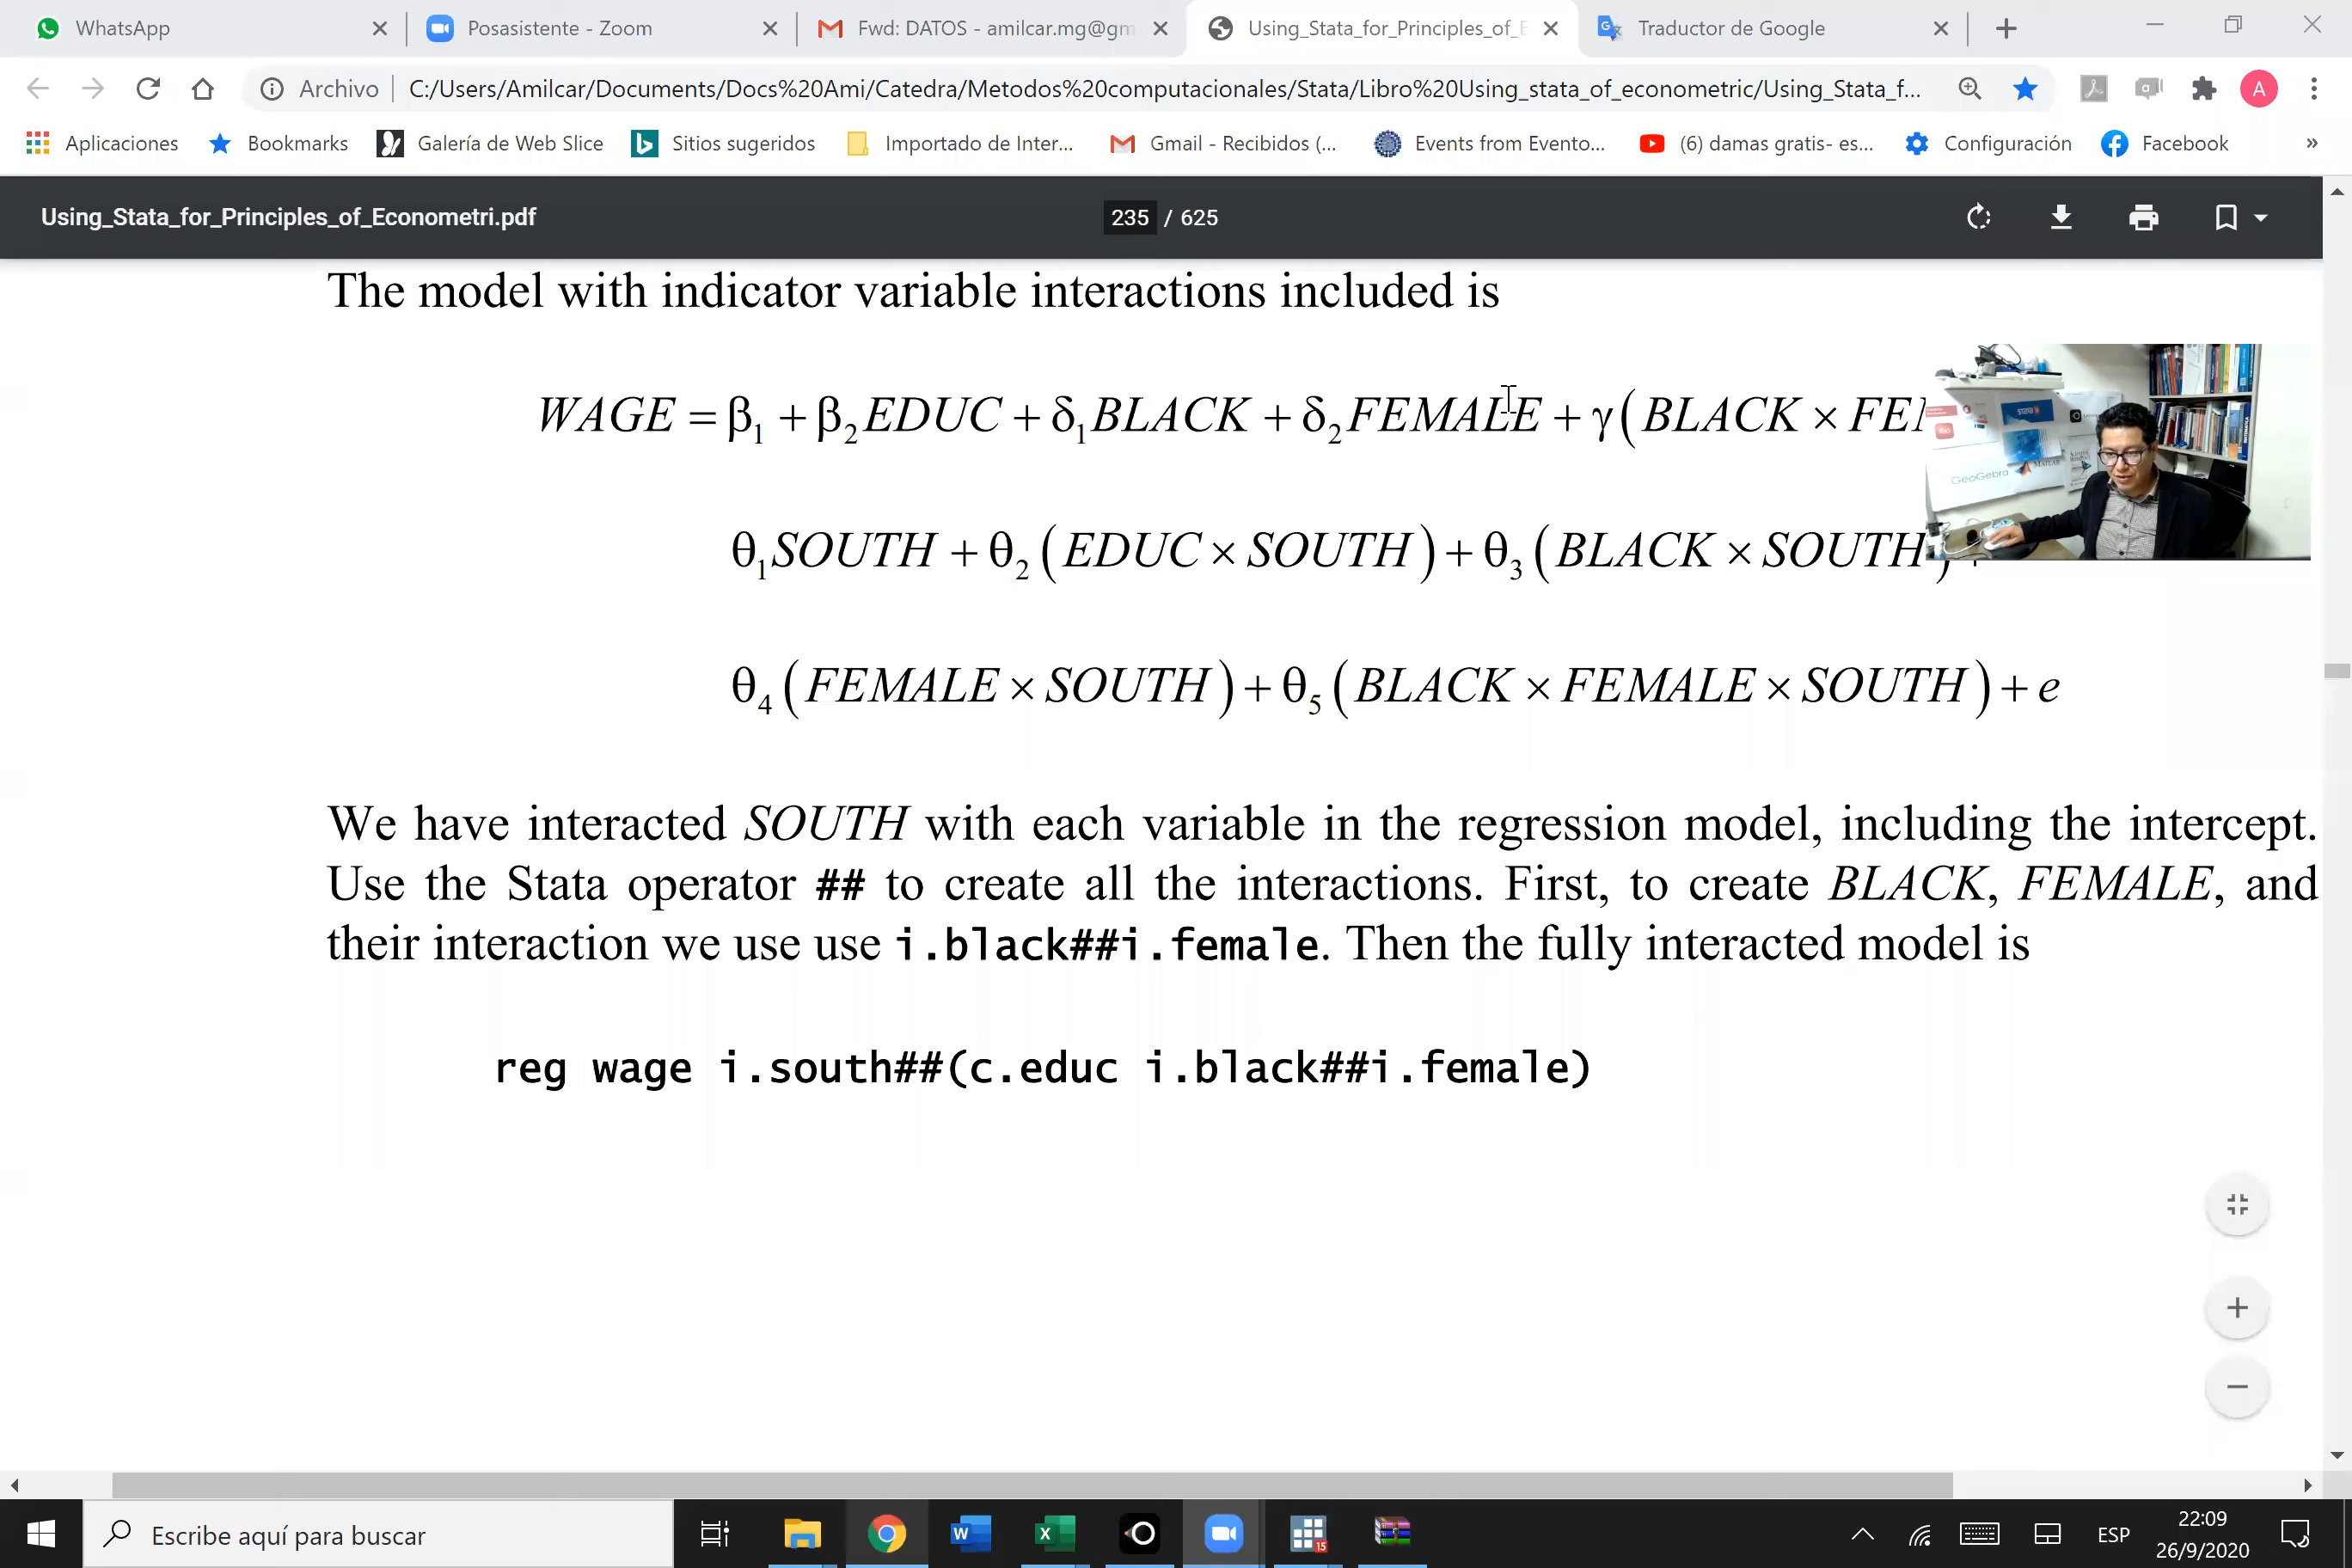 WhatsApp
Posasistente - Zoom
Fwd: DATOS - amilcar.mg@gm
Using_Stata_for_Principles_of_E
Traductor de Google
Archivo C:/Users/Amilcar/Documents/Docs%20Ami/Catedra/Metodos%20computacionales/Stata/Libro%20Using_stata_of_econometric/Using_Stata_f... A
Aplicaciones Bookmarks Galería de Web Slice Sitios sugeridos Importado de Inter... Gmail - Recibidos (... Events from Evento... (6) damas gratis- es... Configuración Facebook »
Using_Stata_for_Principles_of_Econometri.pdf 235 / 625
The model with indicator variable interactions included is
WAGE = β₁ + β₂EDUC + δ₁BLACK + δ₂FEMALE + γ(BLACK × FE
θ₁SOUTH + θ₂(EDUC × SOUTH) + θ₃(BLACK × SOUTH)
GeoGebra
MATLAB
θ₄(FEMALE × SOUTH) + θ₅(BLACK × FEMALE × SOUTH) + e
We have interacted SOUTH with each variable in the regression model, including the intercept.
Use the Stata operator ## to create all the interactions. First, to create BLACK, FEMALE, and
their interaction we use use i.black##i.female. Then the fully interacted model is
reg wage i.south##(c.educ i.black##i.female)
Escribe aquí para buscar
15
ESP
22:09
26/9/2020